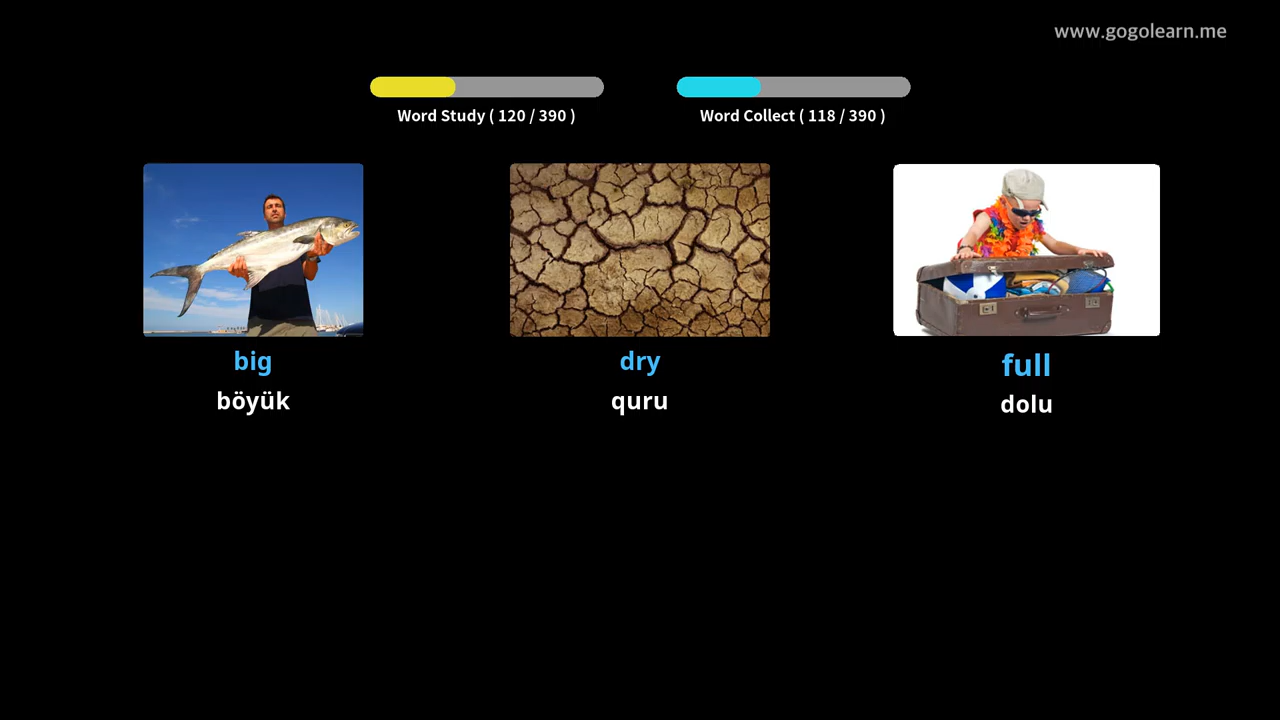 www.gogolearn.me
Word Study ( 120 / 390 )
Word Collect ( 118 / 390 )
big
böyük
dry
quru
full
dolu